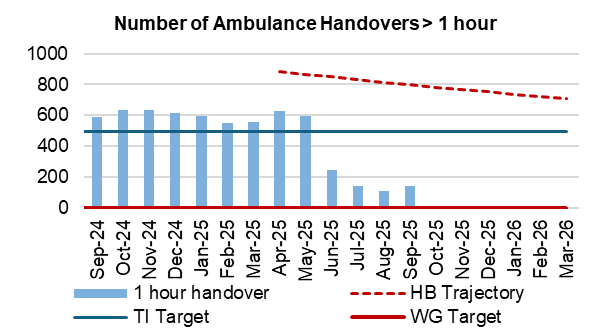 Number of Ambulance Handovers > 1 hour
1000
800
600
400
200
0
Sep-24
Oct-24
Nov-24
Dec-24
Jan-25
Feb-25
Mar-25
Apr-25
May-25
Jun-25
Jul-25
Aug-25
Sep-25
Oct-25
Nov-25
Dec-25
Jan-26
Feb-26
Mar-26
1 hour handover
HB Trajectory
TI Target
WG Target